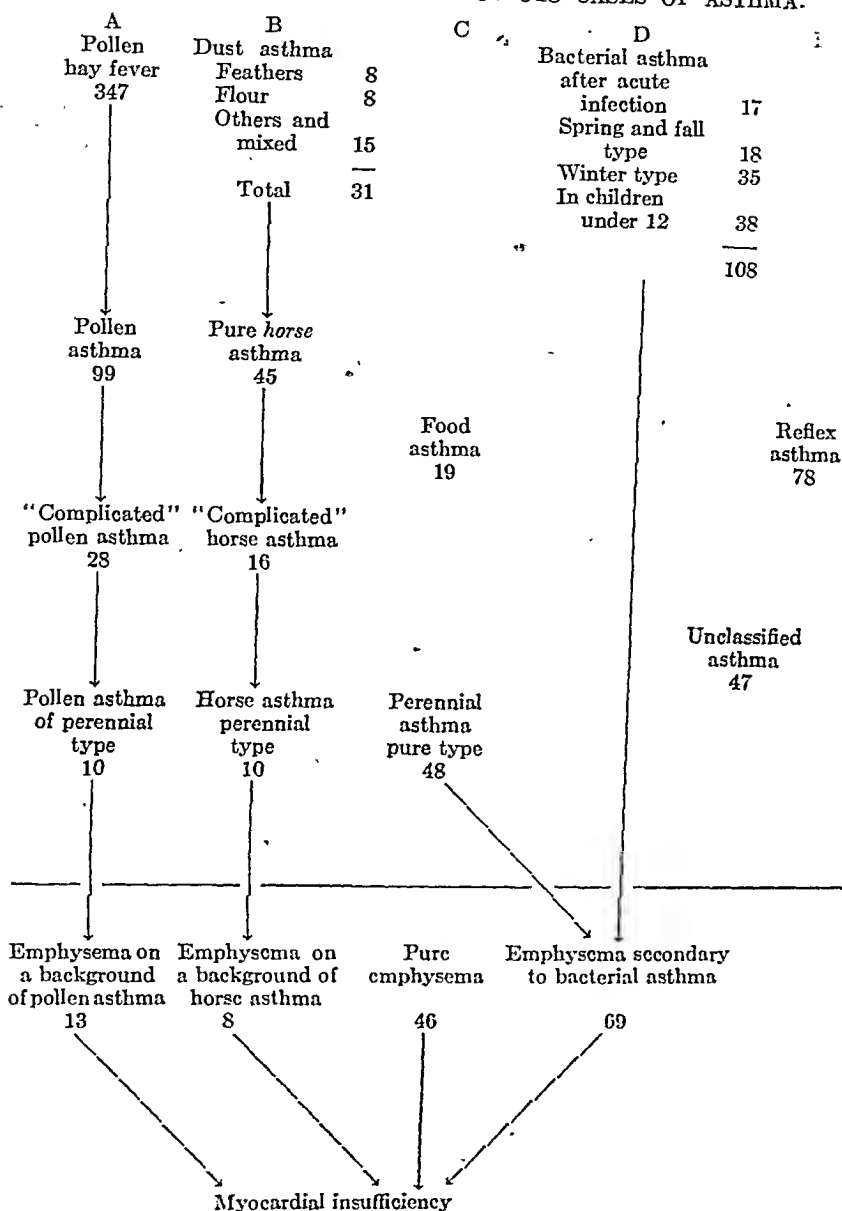 CASES OF ASTHMA.
A
Pollen
hay fever
347
B
Dust asthma
Feathers 8
Flour 8
Others and
mixed 15
Total 31
C
D
Bacterial asthma
after acute
infection 17
Spring and fall
type 18
Winter type 35
In children
under 12 38
108
Pollen
asthma
99
Pure horse
asthma
45
Food
asthma
19
Reflex
asthma
78
"Complicated"
pollen asthma
28
"Complicated"
horse asthma
16
Unclassified
asthma
47
Pollen asthma
of perennial
type
10
Horse asthma
perennial
type
10
Perennial
asthma
pure type
48
Emphysema on
a background
of pollen asthma
13
Emphysema on
a background of
horse asthma
8
Pure
emphysema
46
Emphysema secondary
to bacterial asthma
69
Myocardial insufficiency